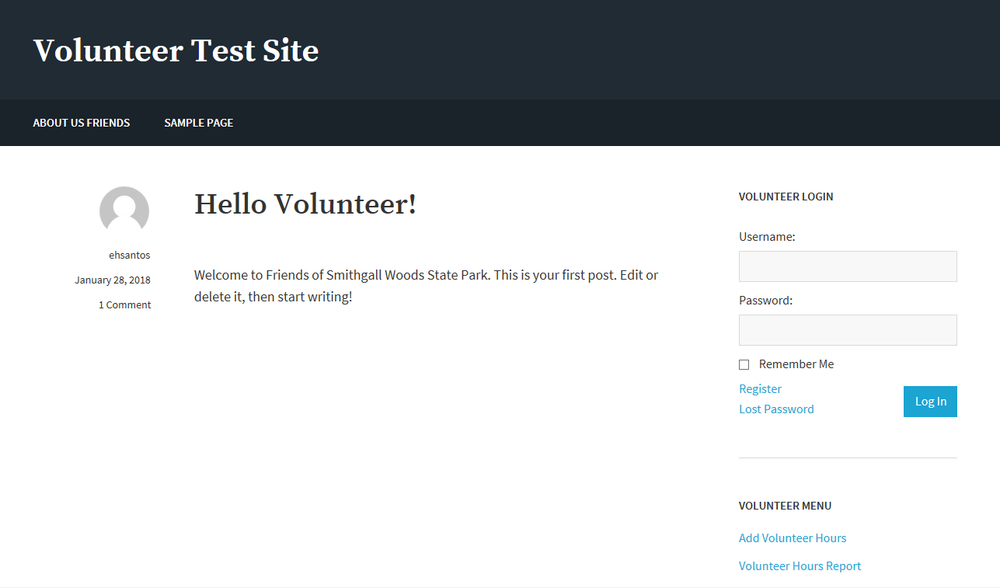 Volunteer Test Site
ABOUT US FRIENDS
SAMPLE PAGE
ehsantos
January 28, 2018
1 Comment
Hello Volunteer!
Welcome to Friends of Smithgall Woods State Park. This is your first post. Edit or
delete it, then start writing!
VOLUNTEER LOGIN
Username:
Password:
Remember Me
Register
Lost Password
Log In
VOLUNTEER MENU
Add Volunteer Hours
Volunteer Hours Report